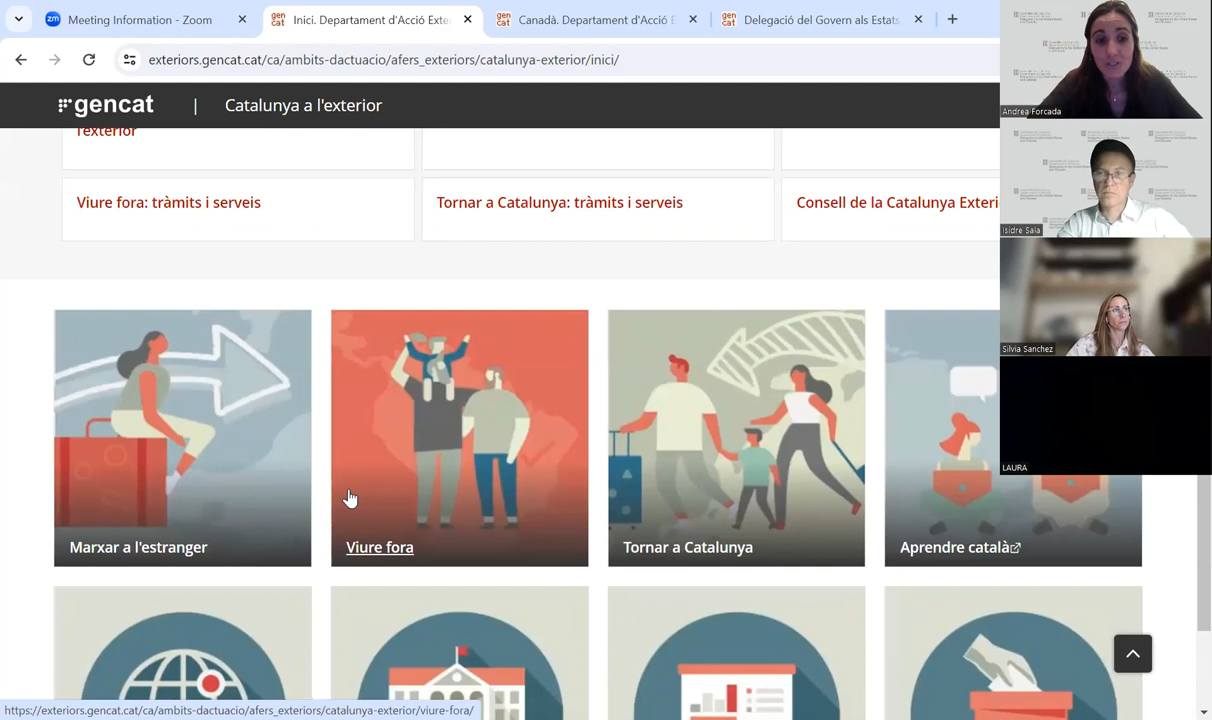 Meeting Information - Zoom
Inici. Departament d'Acció Exte
Canadà. Departament d'Acció E
Delegació del Govern als Estats
exteriors.gencat.cat/ca/ambits-dactuacio/afers_exteriors/catalunya-exterior/inici/
gencat | Catalunya a l'exterior
l'exterior
Viure fora: tràmits i serveis
Tornar a Catalunya: tràmits i serveis
Consell de la Catalunya Exteri
Marxar a l'estranger
Viure fora
Tornar a Catalunya
Aprendre català
https://exteriors.gencat.cat/ca/ambits-dactuacio/afers_exteriors/catalunya-exterior/viure-fora/
Andrea Forcada
Isidre Sala
Silvia Sanchez
LAURA